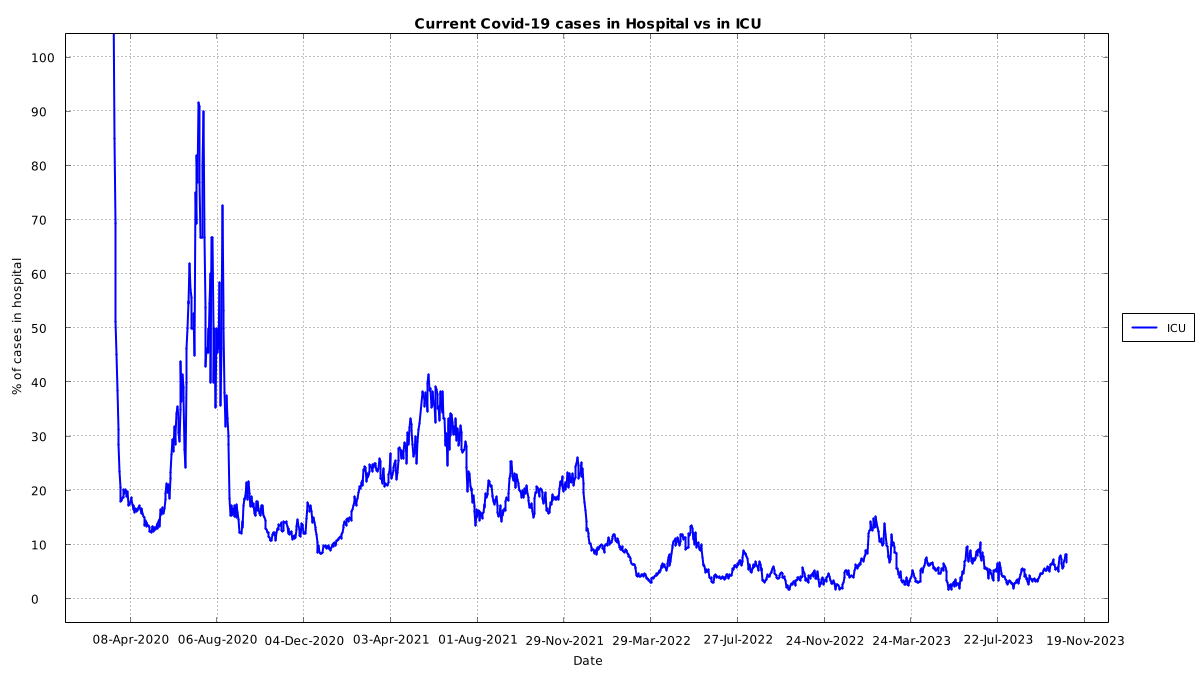 Current Covid-19 cases in Hospital vs in ICU
100
90
80
70
60
50
40
30
20
10
0
% of cases in hospital
08-Apr-2020 06-Aug-2020 04-Dec-2020 03-Apr-2021 01-Aug-2021 29-Nov-2021 29-Mar-2022 27-Jul-2022 24-Nov-2022 24-Mar-2023 22-Jul-2023 19-Nov-2023
Date
ICU